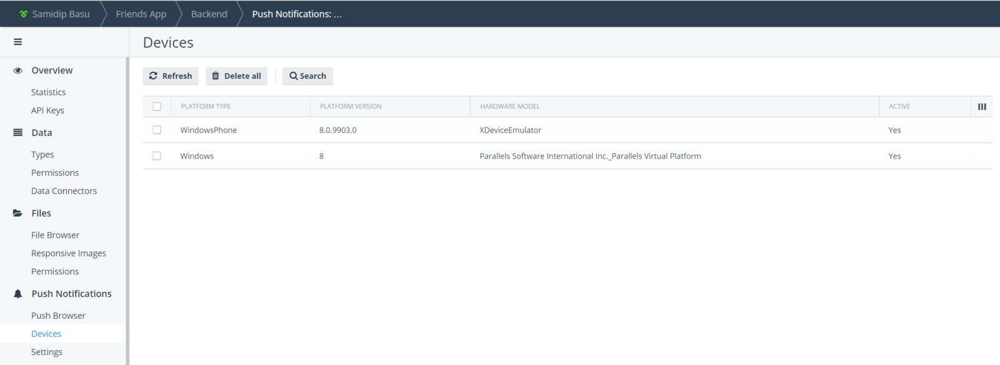 Samidip Basu Friends App Backend Push Notifications: ...
Devices
Overview
Statistics
API Keys
Data
Types
Permissions
Data Connectors
Files
File Browser
Responsive Images
Permissions
Push Notifications
Push Browser
Devices
Settings
Refresh Delete all Search
PLATFORM TYPE PLATFORM VERSION HARDWARE MODEL ACTIVE
WindowsPhone 8.0.9903.0 XDeviceEmulator Yes
Windows 8 Parallels Software International Inc._Parallels Virtual Platform Yes